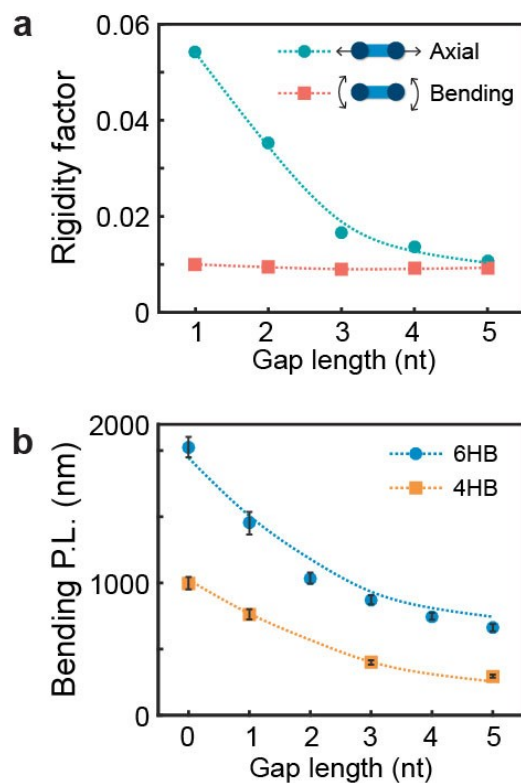 a
Rigidity factor
0.06
0.04
0.02
0
Axial
Bending
1 2 3 4 5
Gap length (nt)
b
Bending P.L. (nm)
2000
1000
0
6HB
4HB
0 1 2 3 4 5
Gap length (nt)